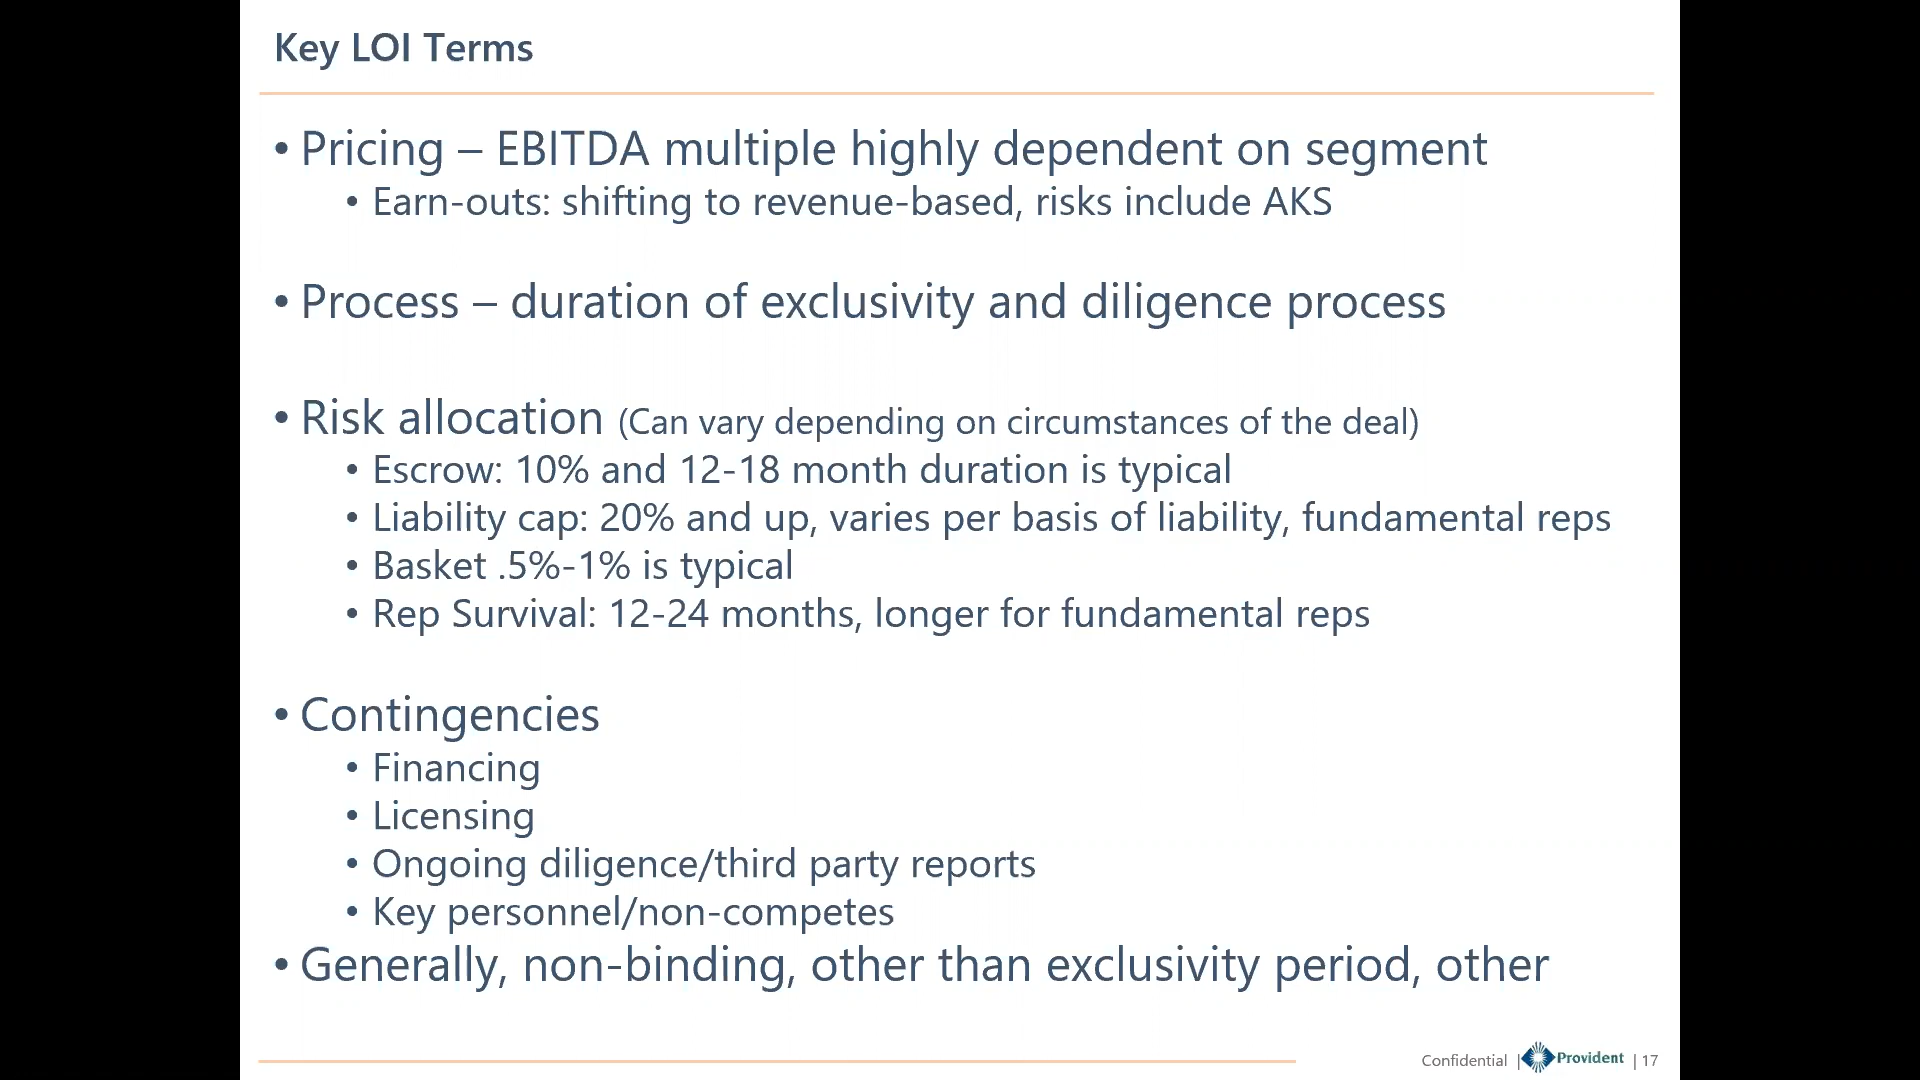 Key LOI Terms
• Pricing – EBITDA multiple highly dependent on segment
• Earn-outs: shifting to revenue-based, risks include AKS
• Process – duration of exclusivity and diligence process
• Risk allocation (Can vary depending on circumstances of the deal)
• Escrow: 10% and 12-18 month duration is typical
• Liability cap: 20% and up, varies per basis of liability, fundamental reps
• Basket .5%-1% is typical
• Rep Survival: 12-24 months, longer for fundamental reps
• Contingencies
• Financing
• Licensing
• Ongoing diligence/third party reports
• Key personnel/non-competes
• Generally, non-binding, other than exclusivity period, other
Confidential | Provident | 17